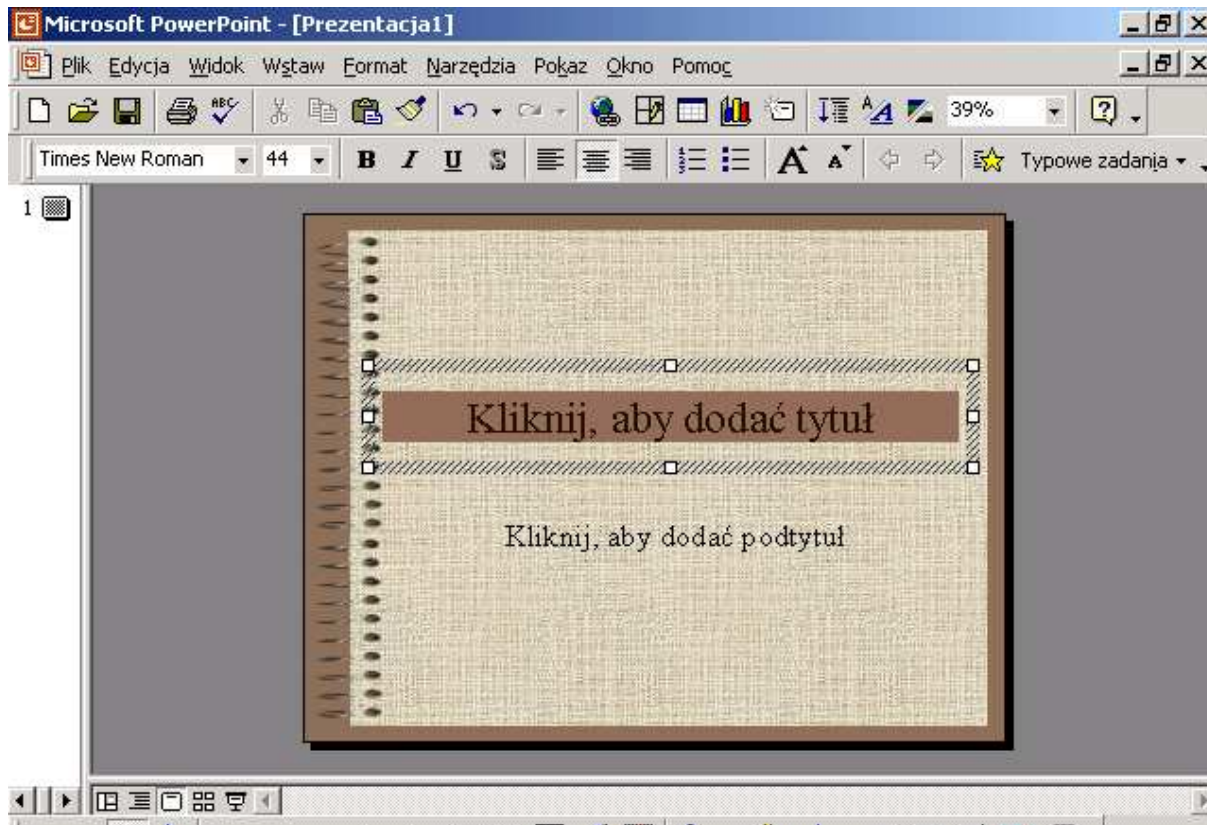 Microsoft PowerPoint - [Prezentacja1]
Plik Edycja Widok Wstaw Format Narzędzia Pokaz Okno Pomoc
39%
Times New Roman 44 B I U S A A Typowe zadania
1
Kliknij, aby dodać tytuł
Kliknij, aby dodać podtytuł